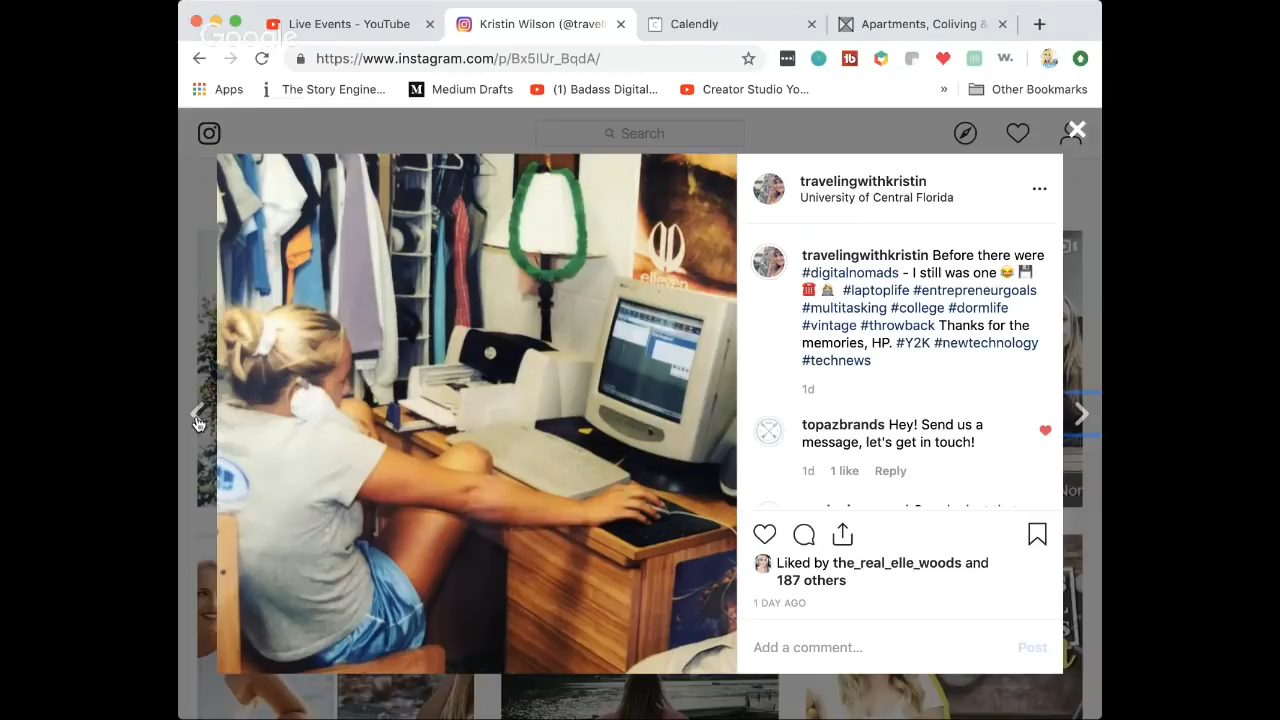 Google
Live Events - YouTube
Kristin Wilson (@traveli
Calendly
Apartments, Coliving &
https://www.instagram.com/p/Bx5lUr_BqdA/
Apps
The Story Engine...
Medium Drafts
(1) Badass Digital...
Creator Studio Yo...
»
Other Bookmarks
Search
travelingwithkristin
University of Central Florida
elleven
travelingwithkristin Before there were
#digitalnomads - I still was one 😂 💾
☎️ 👵🏼 #laptoplife #entrepreneurgoals
#multitasking #college #dormlife
#vintage #throwback Thanks for the
memories, HP. #Y2K #newtechnology
#technews
1d
topazbrands Hey! Send us a
message, let's get in touch!
1d 1 like Reply
Liked by the_real_elle_woods and
187 others
1 DAY AGO
Add a comment...
Post